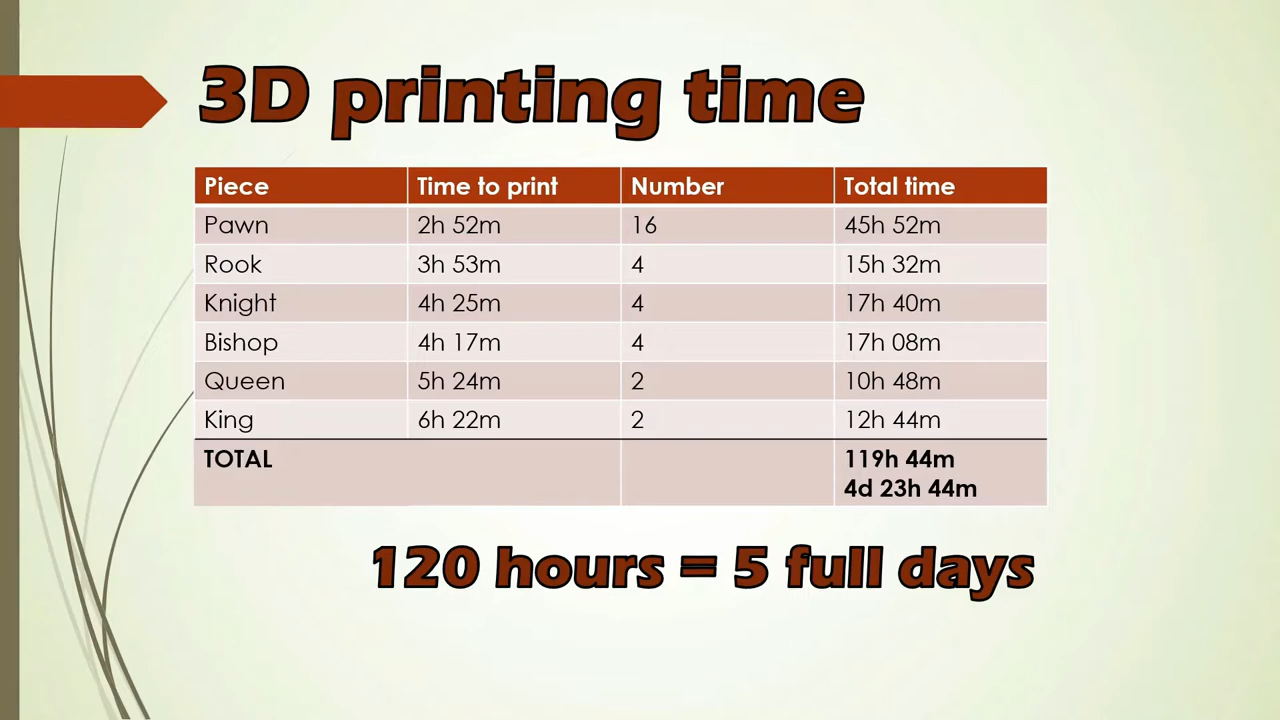 3D printing time
Piece Time to print Number Total time
Pawn 2h 52m 16 45h 52m
Rook 3h 53m 4 15h 32m
Knight 4h 25m 4 17h 40m
Bishop 4h 17m 4 17h 08m
Queen 5h 24m 2 10h 48m
King 6h 22m 2 12h 44m
TOTAL 119h 44m
4d 23h 44m
120 hours = 5 full days